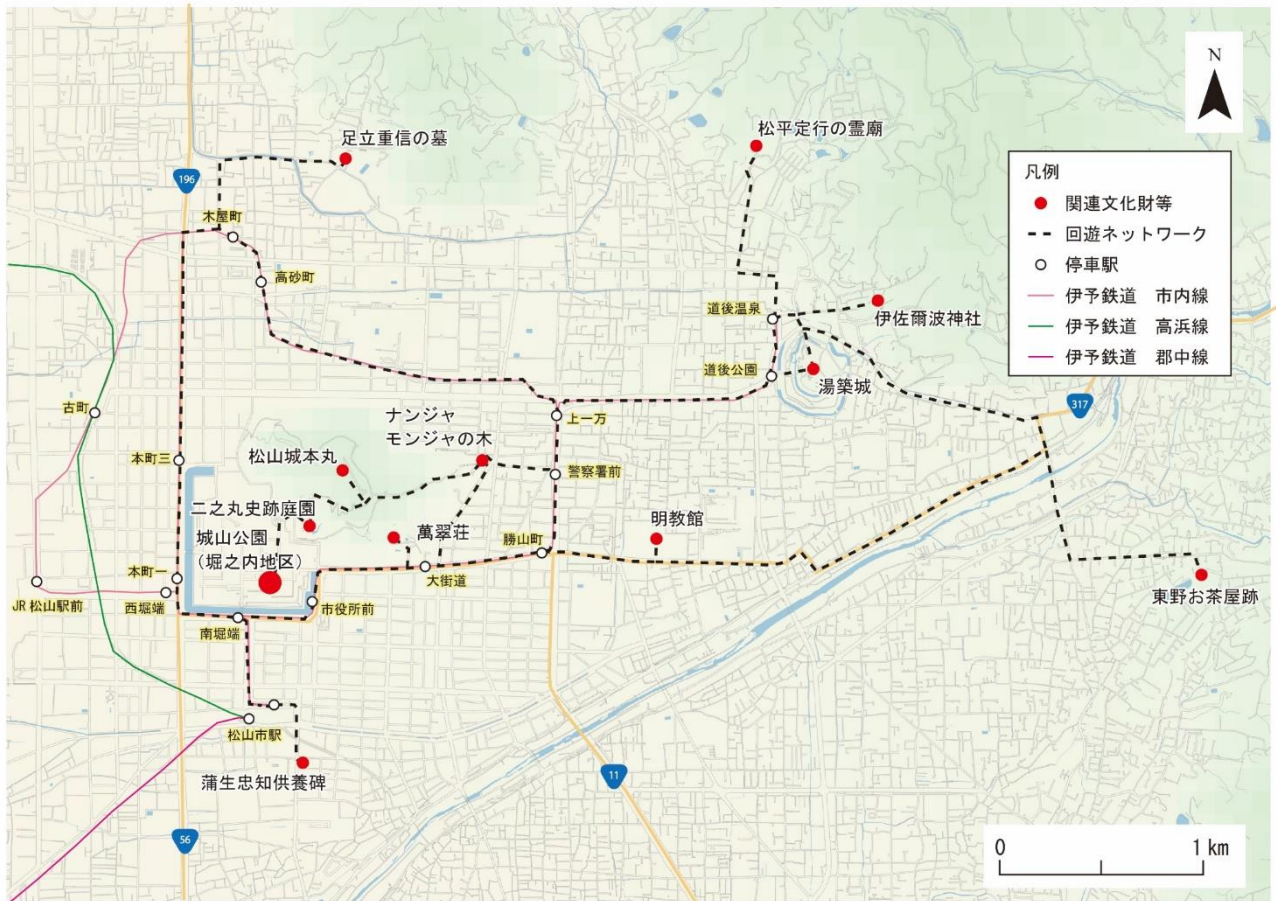 N
足立重信の墓
松平定行の霊廟
凡例
関連文化財等
回遊ネットワーク
停車駅
伊予鉄道 市内線
伊予鉄道 高浜線
伊予鉄道 郡中線
196
木屋町
高砂町
道後温泉
伊佐爾波神社
道後公園
湯築城
317
古町
上一万
ナンジャ
モンジャの木
本町三
松山城本丸
警察署前
二之丸史跡庭園
城山公園
(堀之内地区)
萬翠荘
明教館
勝山町
本町一
大街道
JR 松山駅前
西堀端
市役所前
東野お茶屋跡
南堀端
松山市駅
蒲生忠知供養碑
11
56
0
1 km